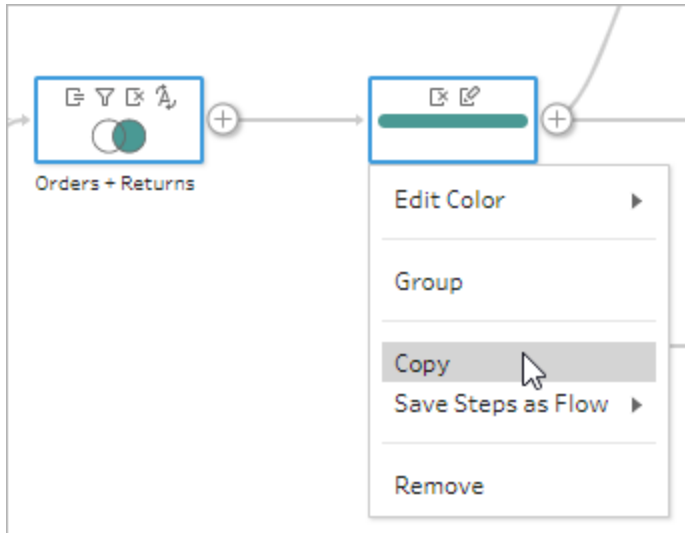 Orders + Returns
Edit Color
Group
Copy
Save Steps as Flow
Remove